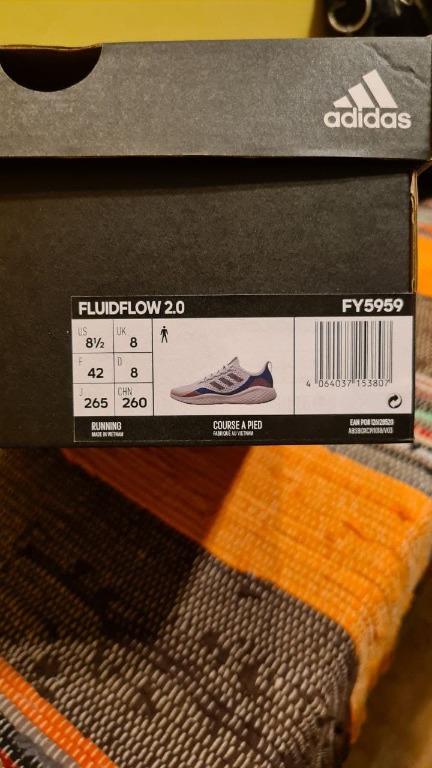 adidas
FLUIDFLOW 2.0 FY5959
US UK
8½ 8
F D
42 8
J CHN
265 260
4 064037 153807
RUNNING
MADE IN VIETNAM
COURSE A PIED
FABRIQUÉ AU VIETNAM